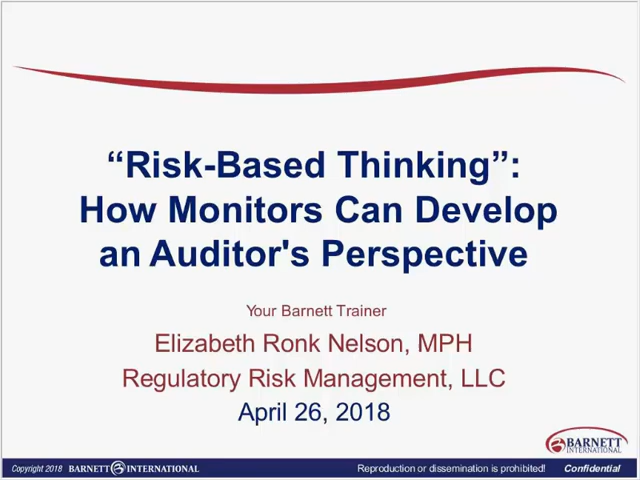 “Risk-Based Thinking”:
How Monitors Can Develop
an Auditor's Perspective
Your Barnett Trainer
Elizabeth Ronk Nelson, MPH
Regulatory Risk Management, LLC
April 26, 2018
BARNETT
INTERNATIONAL
Copyright 2018 BARNETT INTERNATIONAL Reproduction or dissemination is prohibited! Confidential